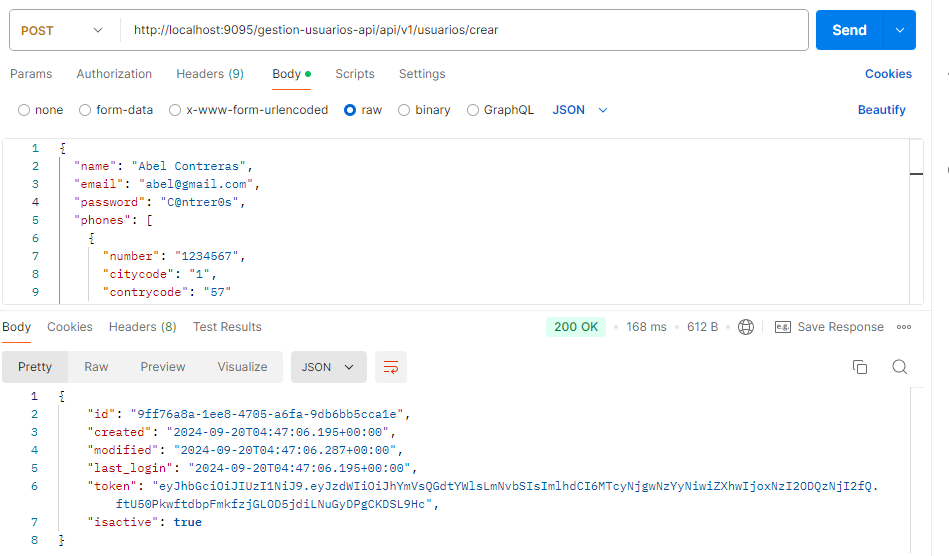 POST http://localhost:9095/gestion-usuarios-api/api/v1/usuarios/crear Send
Params Authorization Headers (9) Body Scripts Settings Cookies
none form-data x-www-form-urlencoded raw binary GraphQL JSON Beautify
1 {
2 "name": "Abel Contreras",
3 "email": "abel@gmail.com",
4 "password": "C@ntrer0s",
5 "phones": [
6 {
7 "number": "1234567",
8 "citycode": "1",
9 "contrycode": "57"
Body Cookies Headers (8) Test Results 200 OK 168 ms 612 B e.g. Save Response
Pretty Raw Preview Visualize JSON
1 {
2 "id": "9ff76a8a-1ee8-4705-a6fa-9db6bb5cca1e",
3 "created": "2024-09-20T04:47:06.195+00:00",
4 "modified": "2024-09-20T04:47:06.287+00:00",
5 "last_login": "2024-09-20T04:47:06.195+00:00",
6 "token": "eyJhbGciOiJIUzI1NiJ9.eyJzdWIiOiJhYmVsQGdtYWlsLmNvbSIsImlhdCI6MTcyNjgwNzYyNiwiZXhwIjoxNzI2ODQzNjI2fQ.
ftU50PkwftdbpFmkfzjGLOD5jdiLNuGyDPgCKDSL9Hc",
7 "isactive": true
8 }